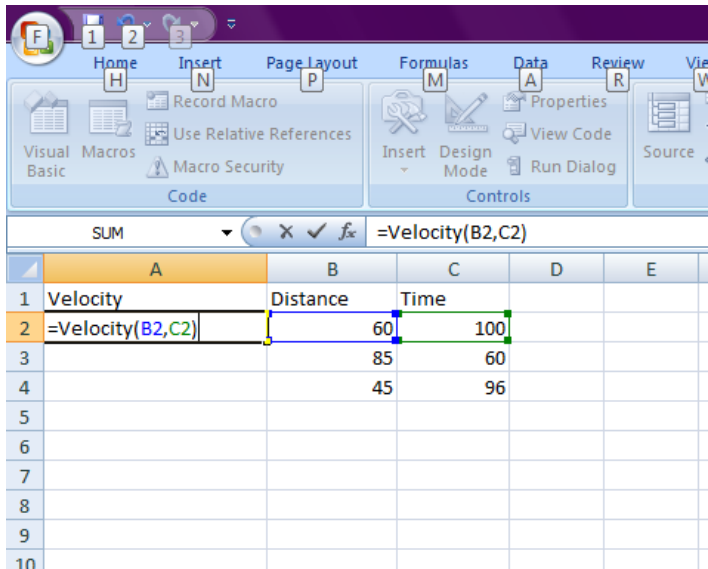 F 1 2 3
Home Insert Page Layout Formulas Data Review Vie
H N P M A R W
Record Macro
Use Relative References
Macro Security
Visual Basic
Macros
Code
Insert
Design Mode
Properties
View Code
Run Dialog
Controls
Source
SUM fx =Velocity(B2,C2)
A B C D E
1 Velocity Distance Time
2 =Velocity(B2,C2) 60 100
3 85 60
4 45 96
5
6
7
8
9
10